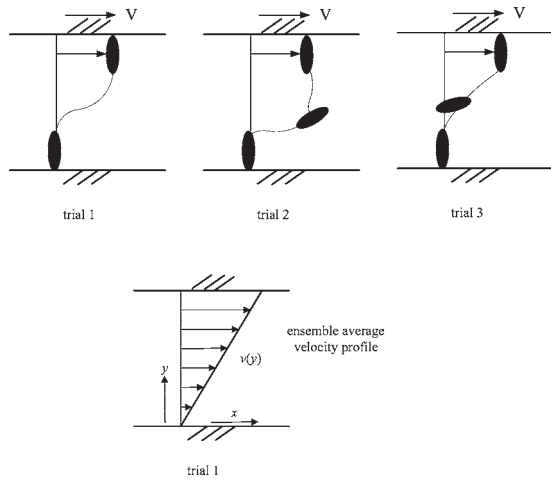 V
V
V
trial 1
trial 2
trial 3
ensemble average
velocity profile
v(y)
y
x
trial 1